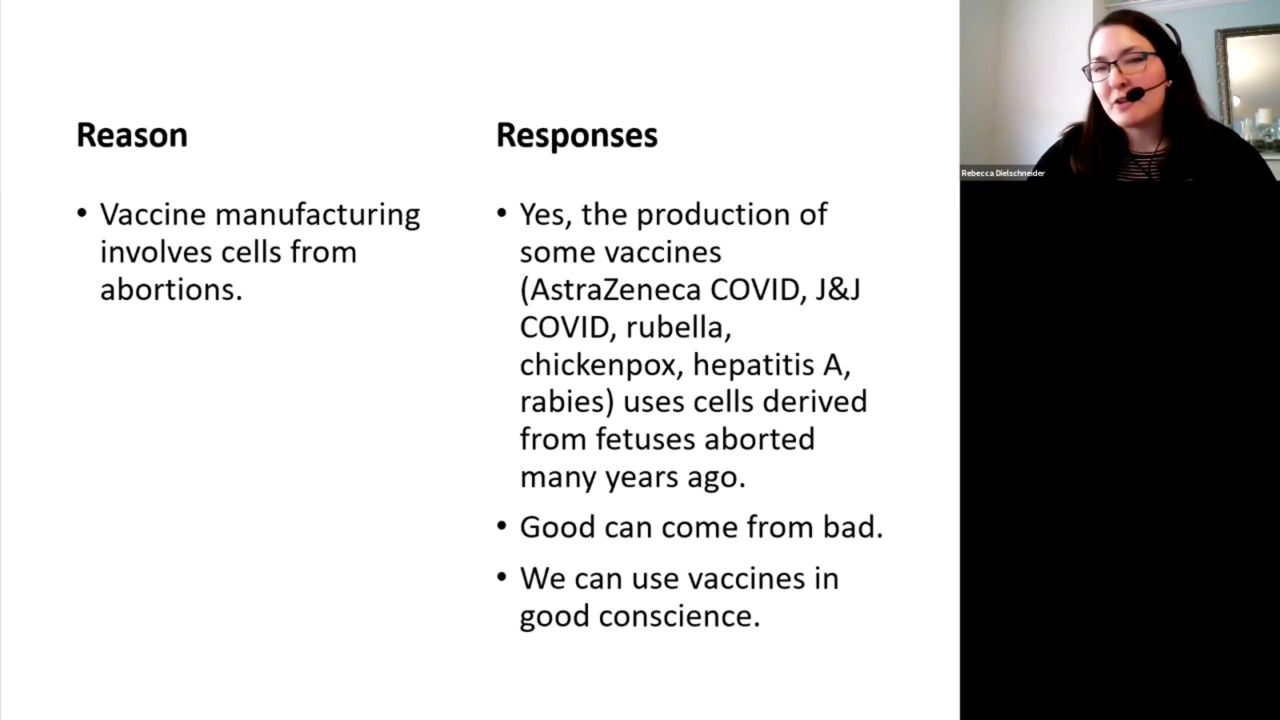 Reason
• Vaccine manufacturing
involves cells from
abortions.
Responses
• Yes, the production of
some vaccines
(AstraZeneca COVID, J&J
COVID, rubella,
chickenpox, hepatitis A,
rabies) uses cells derived
from fetuses aborted
many years ago.
• Good can come from bad.
• We can use vaccines in
good conscience.
Rebecca Dielschneider